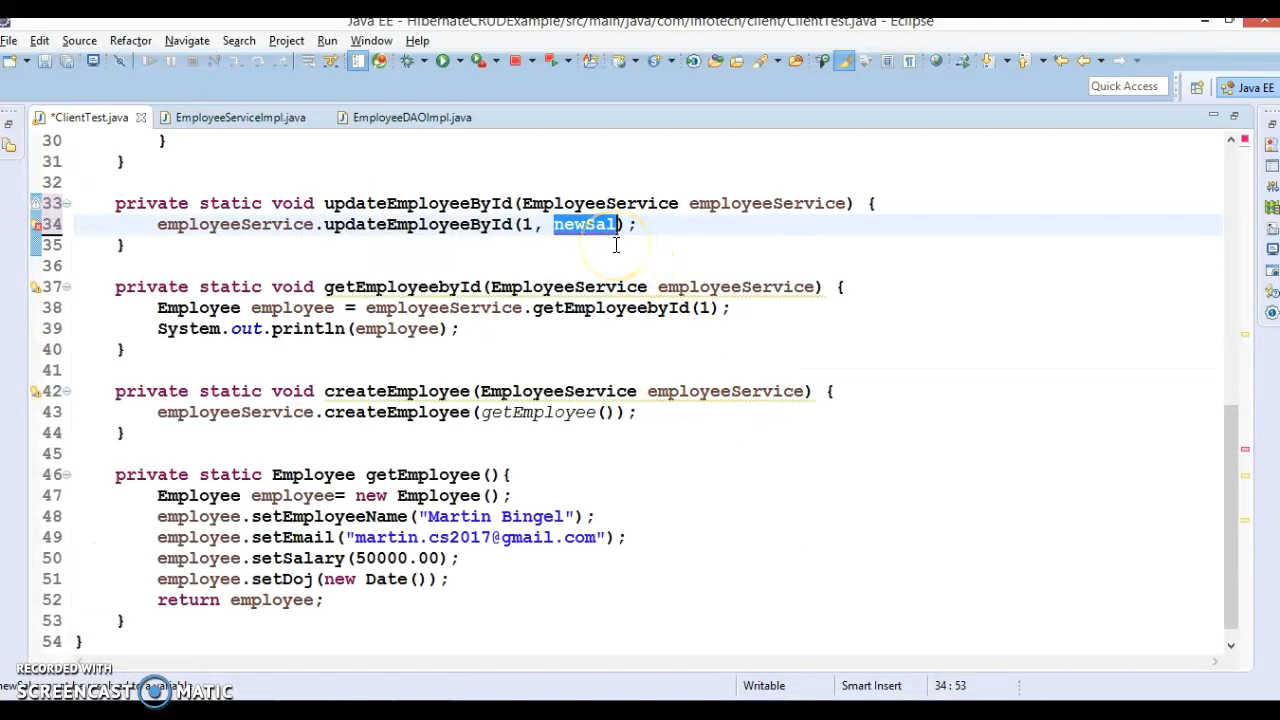 Java EE - HibernateCRUDExample/src/main/java/com/infotech/client/ClientTest.java - Eclipse
File Edit Source Refactor Navigate Search Project Run Window Help
Quick Access
Java EE
*ClientTest.java EmployeeServiceImpl.java EmployeeDAOImpl.java
30 }
31 }
32
33 private static void updateEmployeeById(EmployeeService employeeService) {
34 employeeService.updateEmployeeById(1, newSal);
35 }
36
37 private static void getEmployeebyId(EmployeeService employeeService) {
38 Employee employee = employeeService.getEmployeebyId(1);
39 System.out.println(employee);
40 }
41
42 private static void createEmployee(EmployeeService employeeService) {
43 employeeService.createEmployee(getEmployee());
44 }
45
46 private static Employee getEmployee(){
47 Employee employee= new Employee();
48 employee.setEmployeeName("Martin Bingel");
49 employee.setEmail("martin.cs2017@gmail.com");
50 employee.setSalary(50000.00);
51 employee.setDoj(new Date());
52 return employee;
53 }
54 }
RECORDED WITH
SCREENCAST MATIC
Writable Smart Insert 34 : 53